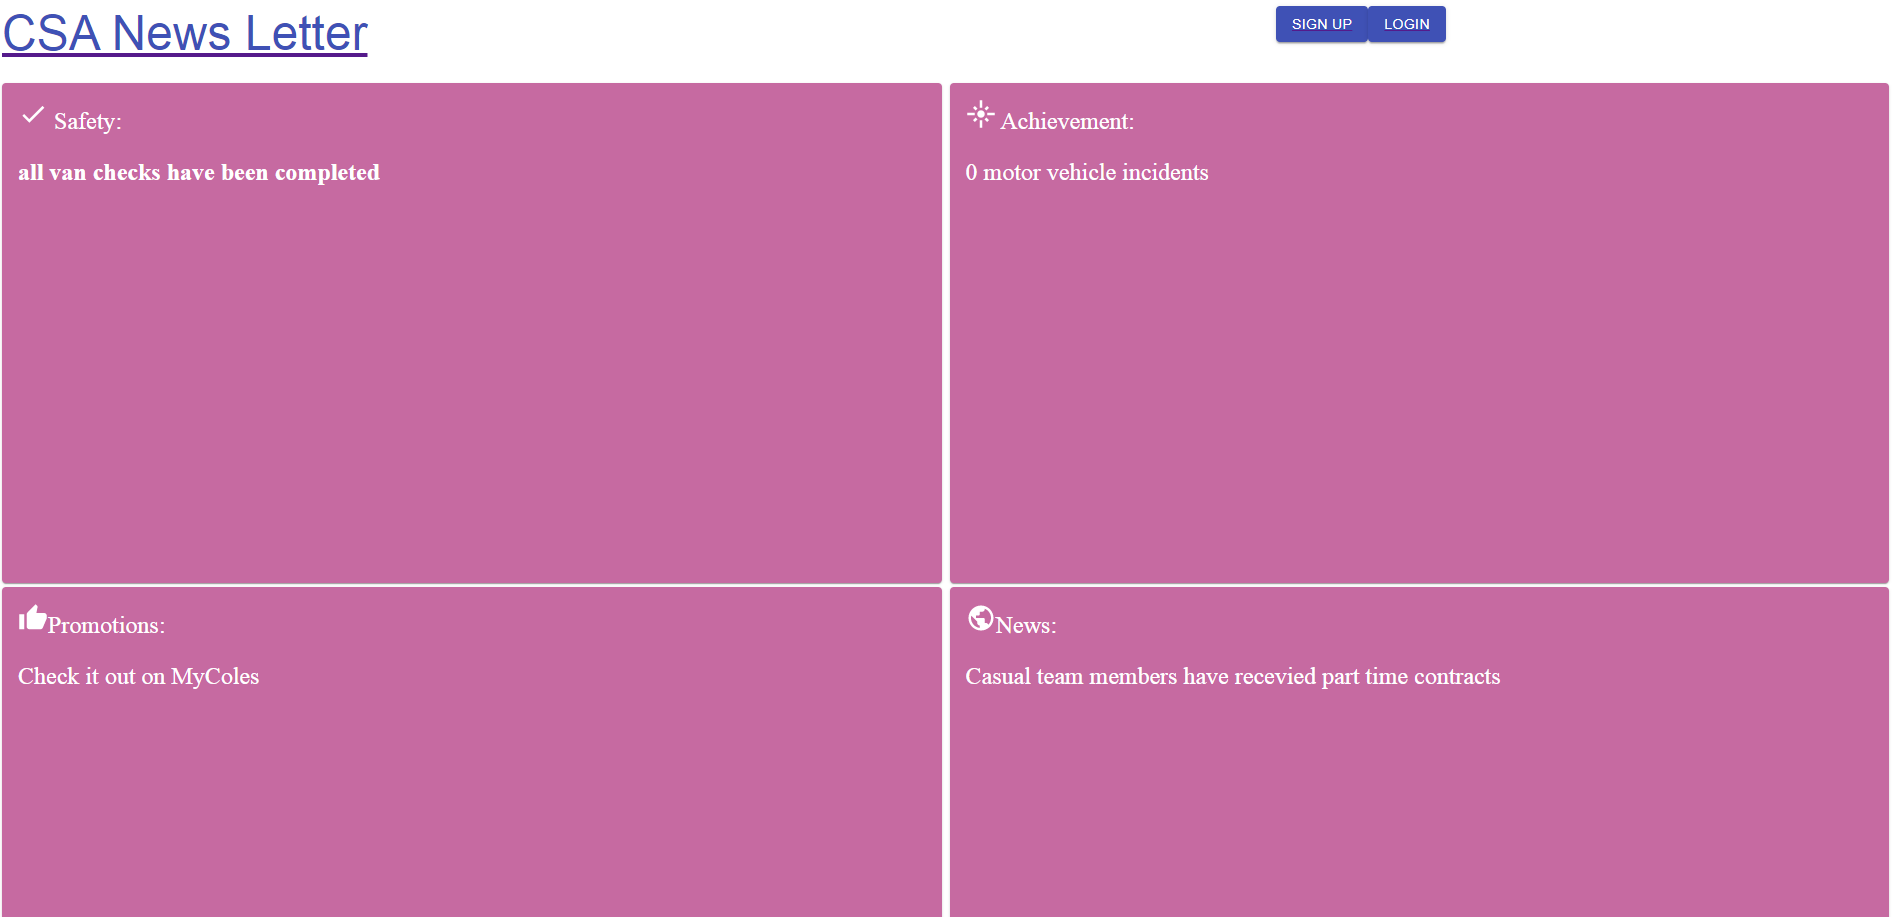 CSA News Letter
SIGN UP
LOGIN
Safety:
all van checks have been completed
Achievement:
0 motor vehicle incidents
Promotions:
Check it out on MyColes
News:
Casual team members have recevied part time contracts